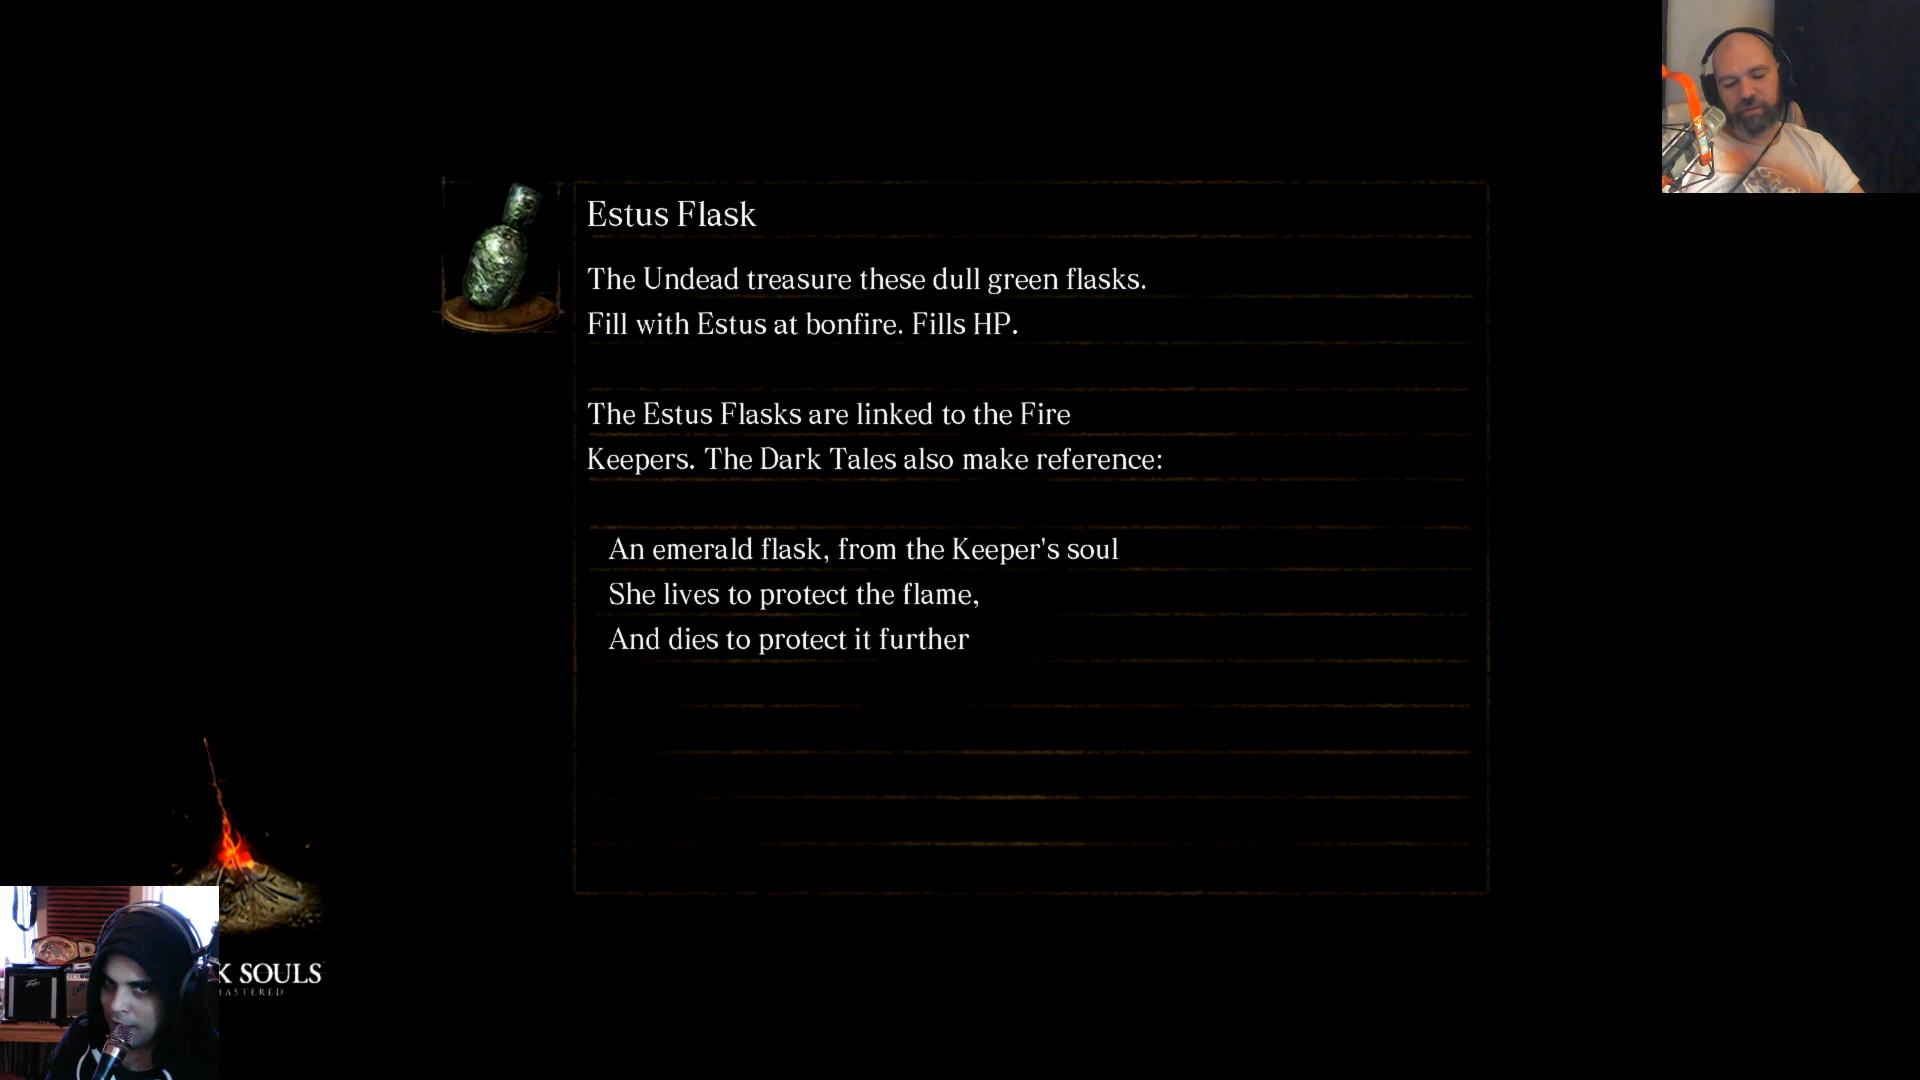 Estus Flask
The Undead treasure these dull green flasks.
Fill with Estus at bonfire. Fills HP.
The Estus Flasks are linked to the Fire
Keepers. The Dark Tales also make reference:
An emerald flask, from the Keeper's soul
She lives to protect the flame,
And dies to protect it further
K SOULS
MASTERED